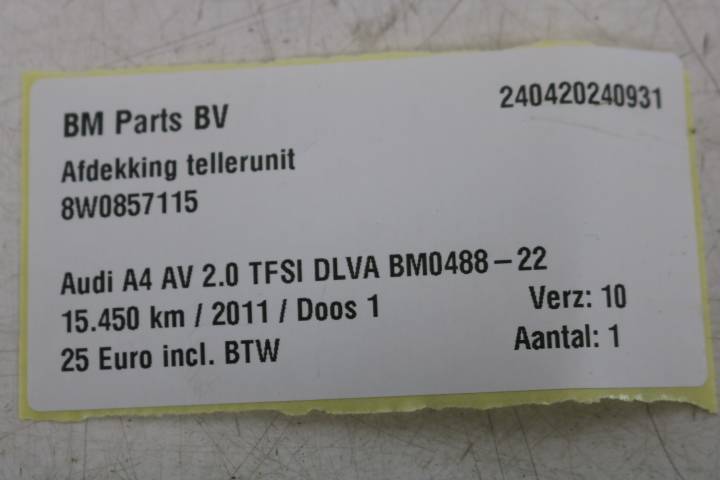 BM Parts BV 240420240931
Afdekking tellerunit
8W0857115
Audi A4 AV 2.0 TFSI DLVA BM0488-22
15.450 km / 2011 / Doos 1 Verz: 10
25 Euro incl. BTW Aantal: 1